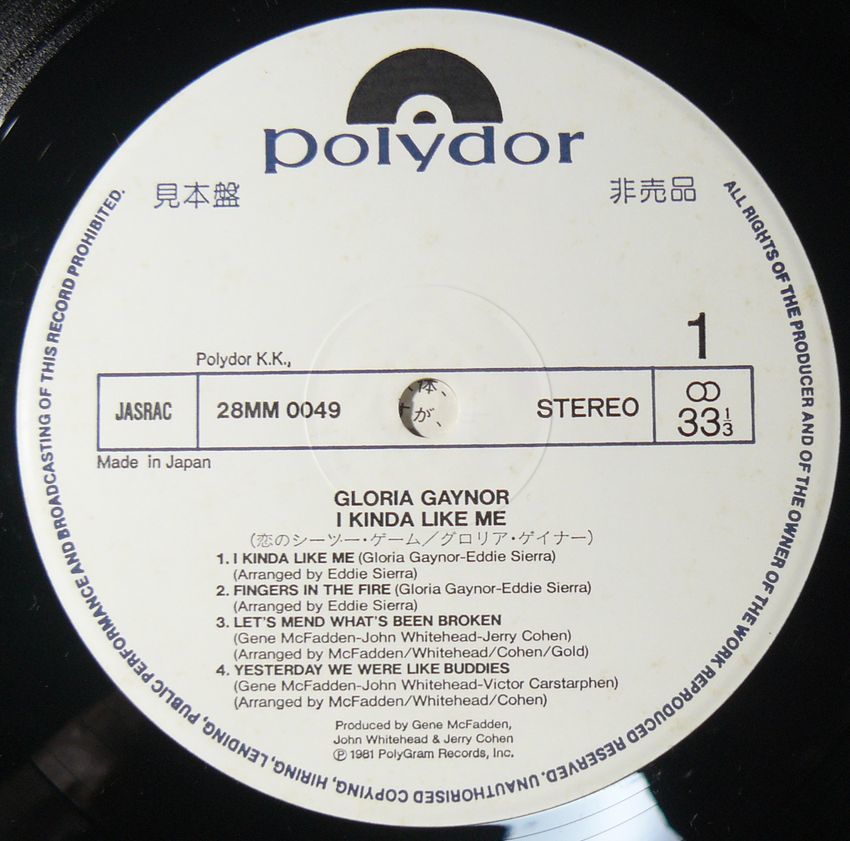 polydor
見本盤
非売品
1
Polydor K.K.,
JASRAC
28MM 0049
体、
が、
STEREO
33⅓
Made in Japan
GLORIA GAYNOR
I KINDA LIKE ME
(恋のシーソー・ゲーム／グロリア・ゲイナー)
1. I KINDA LIKE ME (Gloria Gaynor-Eddie Sierra)
(Arranged by Eddie Sierra)
2. FINGERS IN THE FIRE (Gloria Gaynor-Eddie Sierra)
(Arranged by Eddie Sierra)
3. LET'S MEND WHAT'S BEEN BROKEN
(Gene McFadden-John Whitehead-Jerry Cohen)
(Arranged by McFadden/Whitehead/Cohen/Gold)
4. YESTERDAY WE WERE LIKE BUDDIES
(Gene McFadden-John Whitehead-Victor Carstarphen)
(Arranged by McFadden/Whitehead/Cohen)
Produced by Gene McFadden,
John Whitehead & Jerry Cohen
℗ 1981 PolyGram Records, Inc.
ALL RIGHTS OF THE PRODUCER AND OF THE OWNER OF THE WORK REPRODUCED RESERVED. UNAUTHORISED COPYING, HIRING, LENDING, PUBLIC PERFORMANCE AND BROADCASTING OF THIS RECORD PROHIBITED.